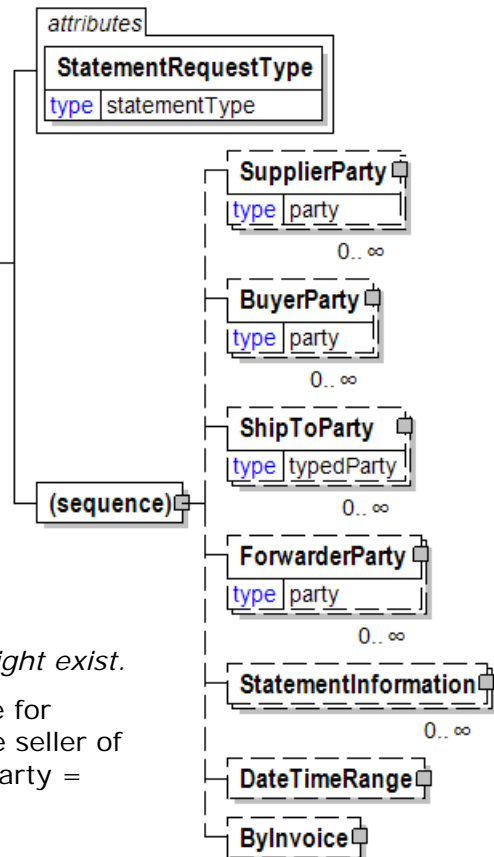 attributes
StatementRequestType
type statementType
SupplierParty
type party
0.. ∞
BuyerParty
type party
0.. ∞
ShipToParty
type typedParty
0.. ∞
(sequence)
ForwarderParty
type party
0.. ∞
StatementInformation
0.. ∞
DateTimeRange
ByInvoice
ight exist.
e for
e seller of
arty =